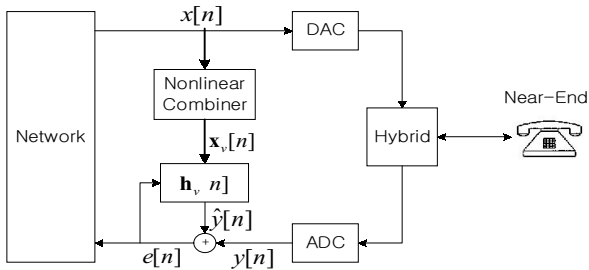 x[n]
DAC
Nonlinear
Combiner
Near-End
Network
Hybrid
x_v[n]
h_v n]
ŷ[n]
+
ADC
e[n]
y[n]